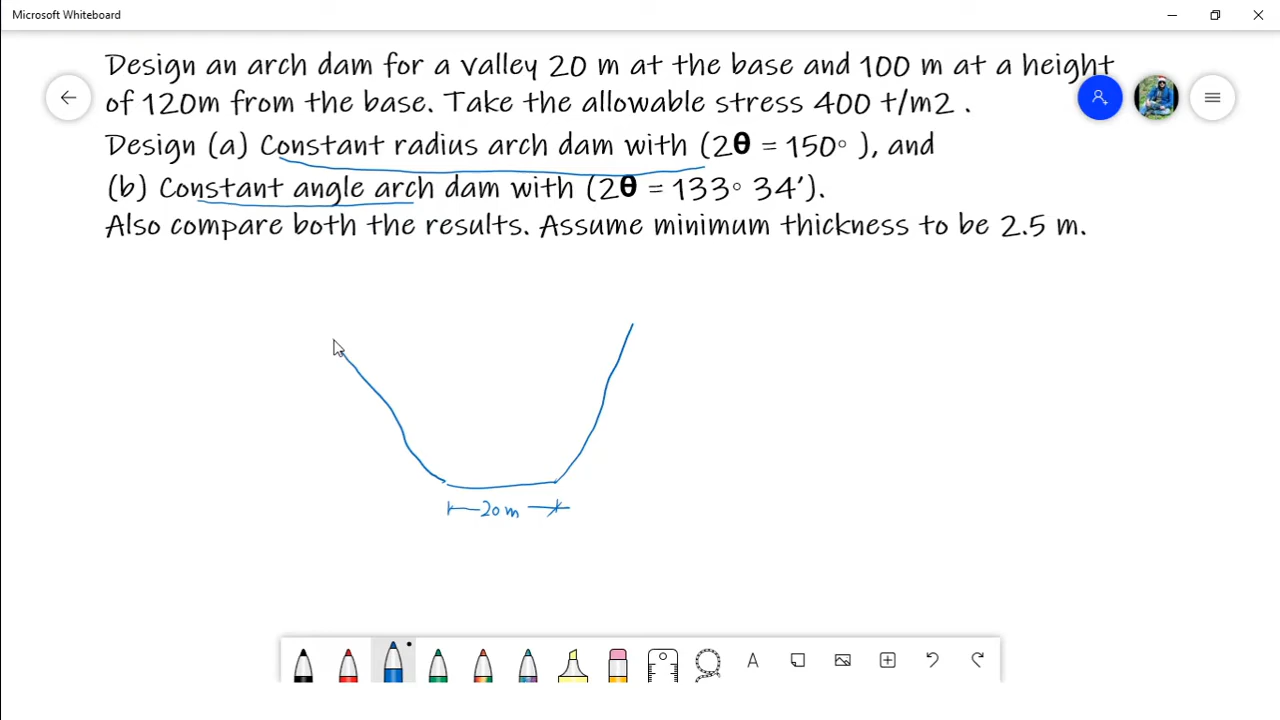 Microsoft Whiteboard
Design an arch dam for a valley 20 m at the base and 100 m at a height
of 120m from the base. Take the allowable stress 400 t/m2 .
Design (a) Constant radius arch dam with (2θ = 150° ), and
(b) Constant angle arch dam with (2θ = 133° 34').
Also compare both the results. Assume minimum thickness to be 2.5 m.
20 m
A